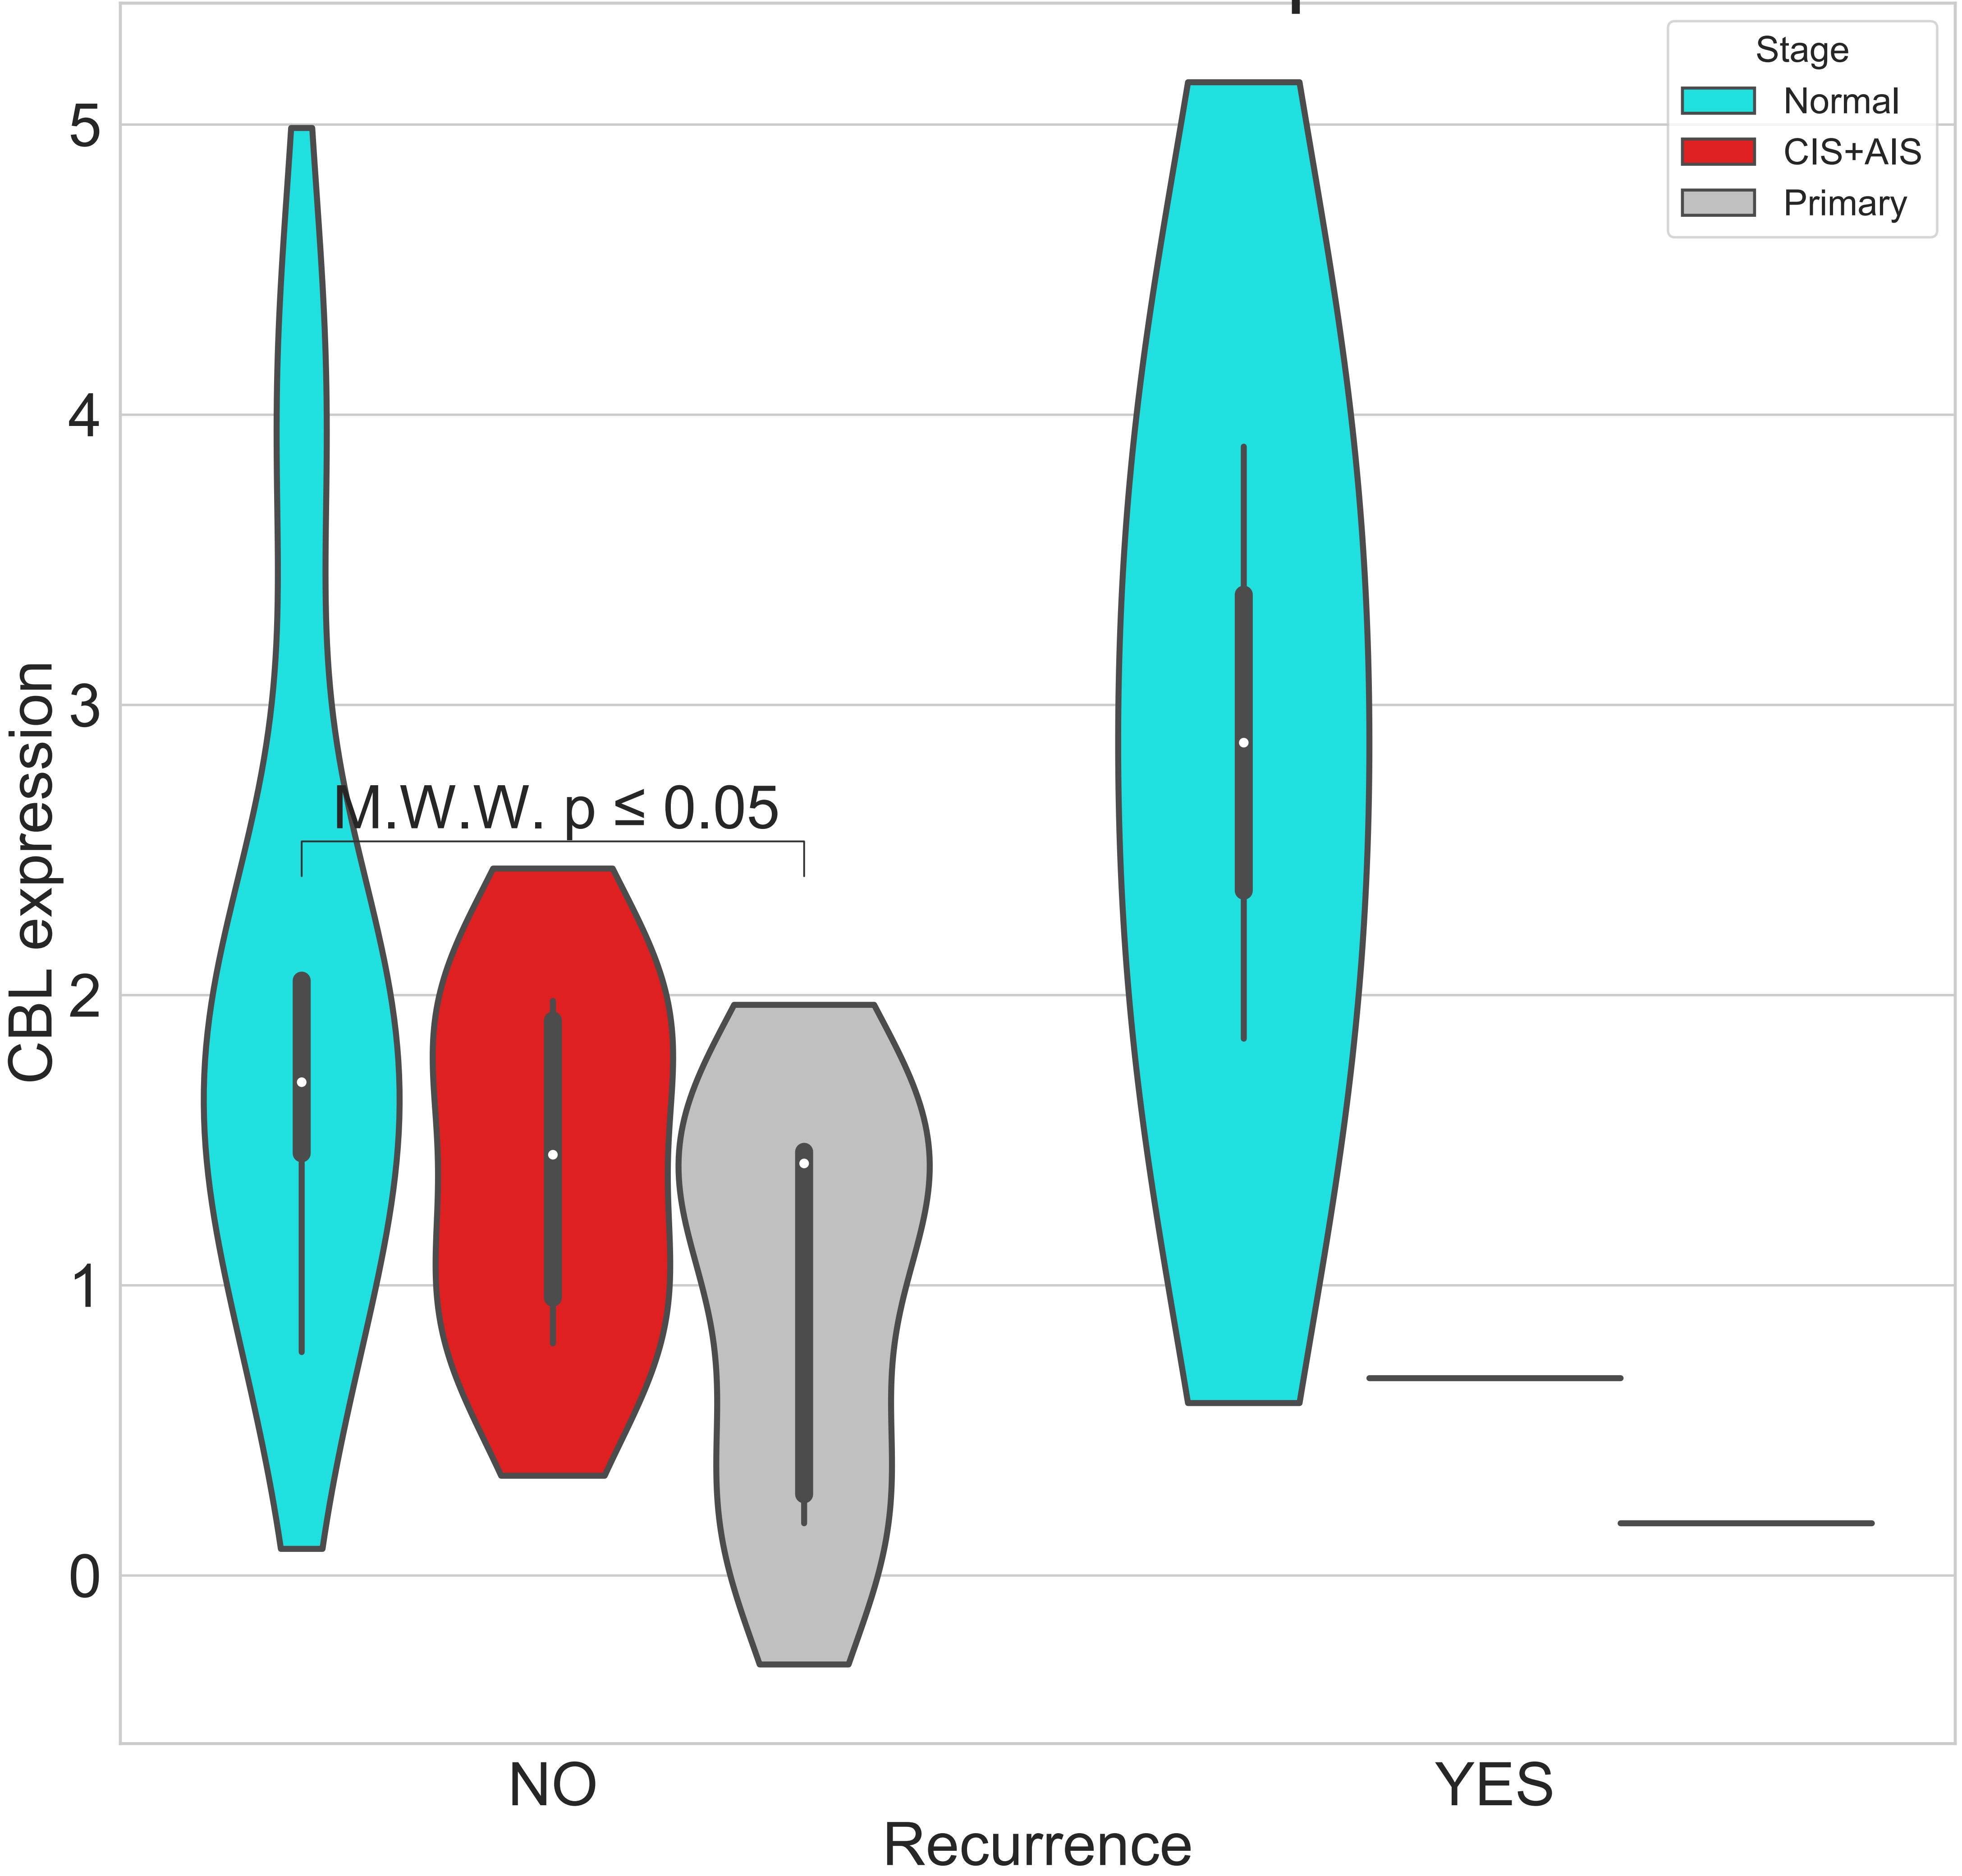 Stage
Normal
CIS+AIS
Primary
5
4
3
2
1
0
CBL expression
M.W.W. p ≤ 0.05
NO
YES
Recurrence